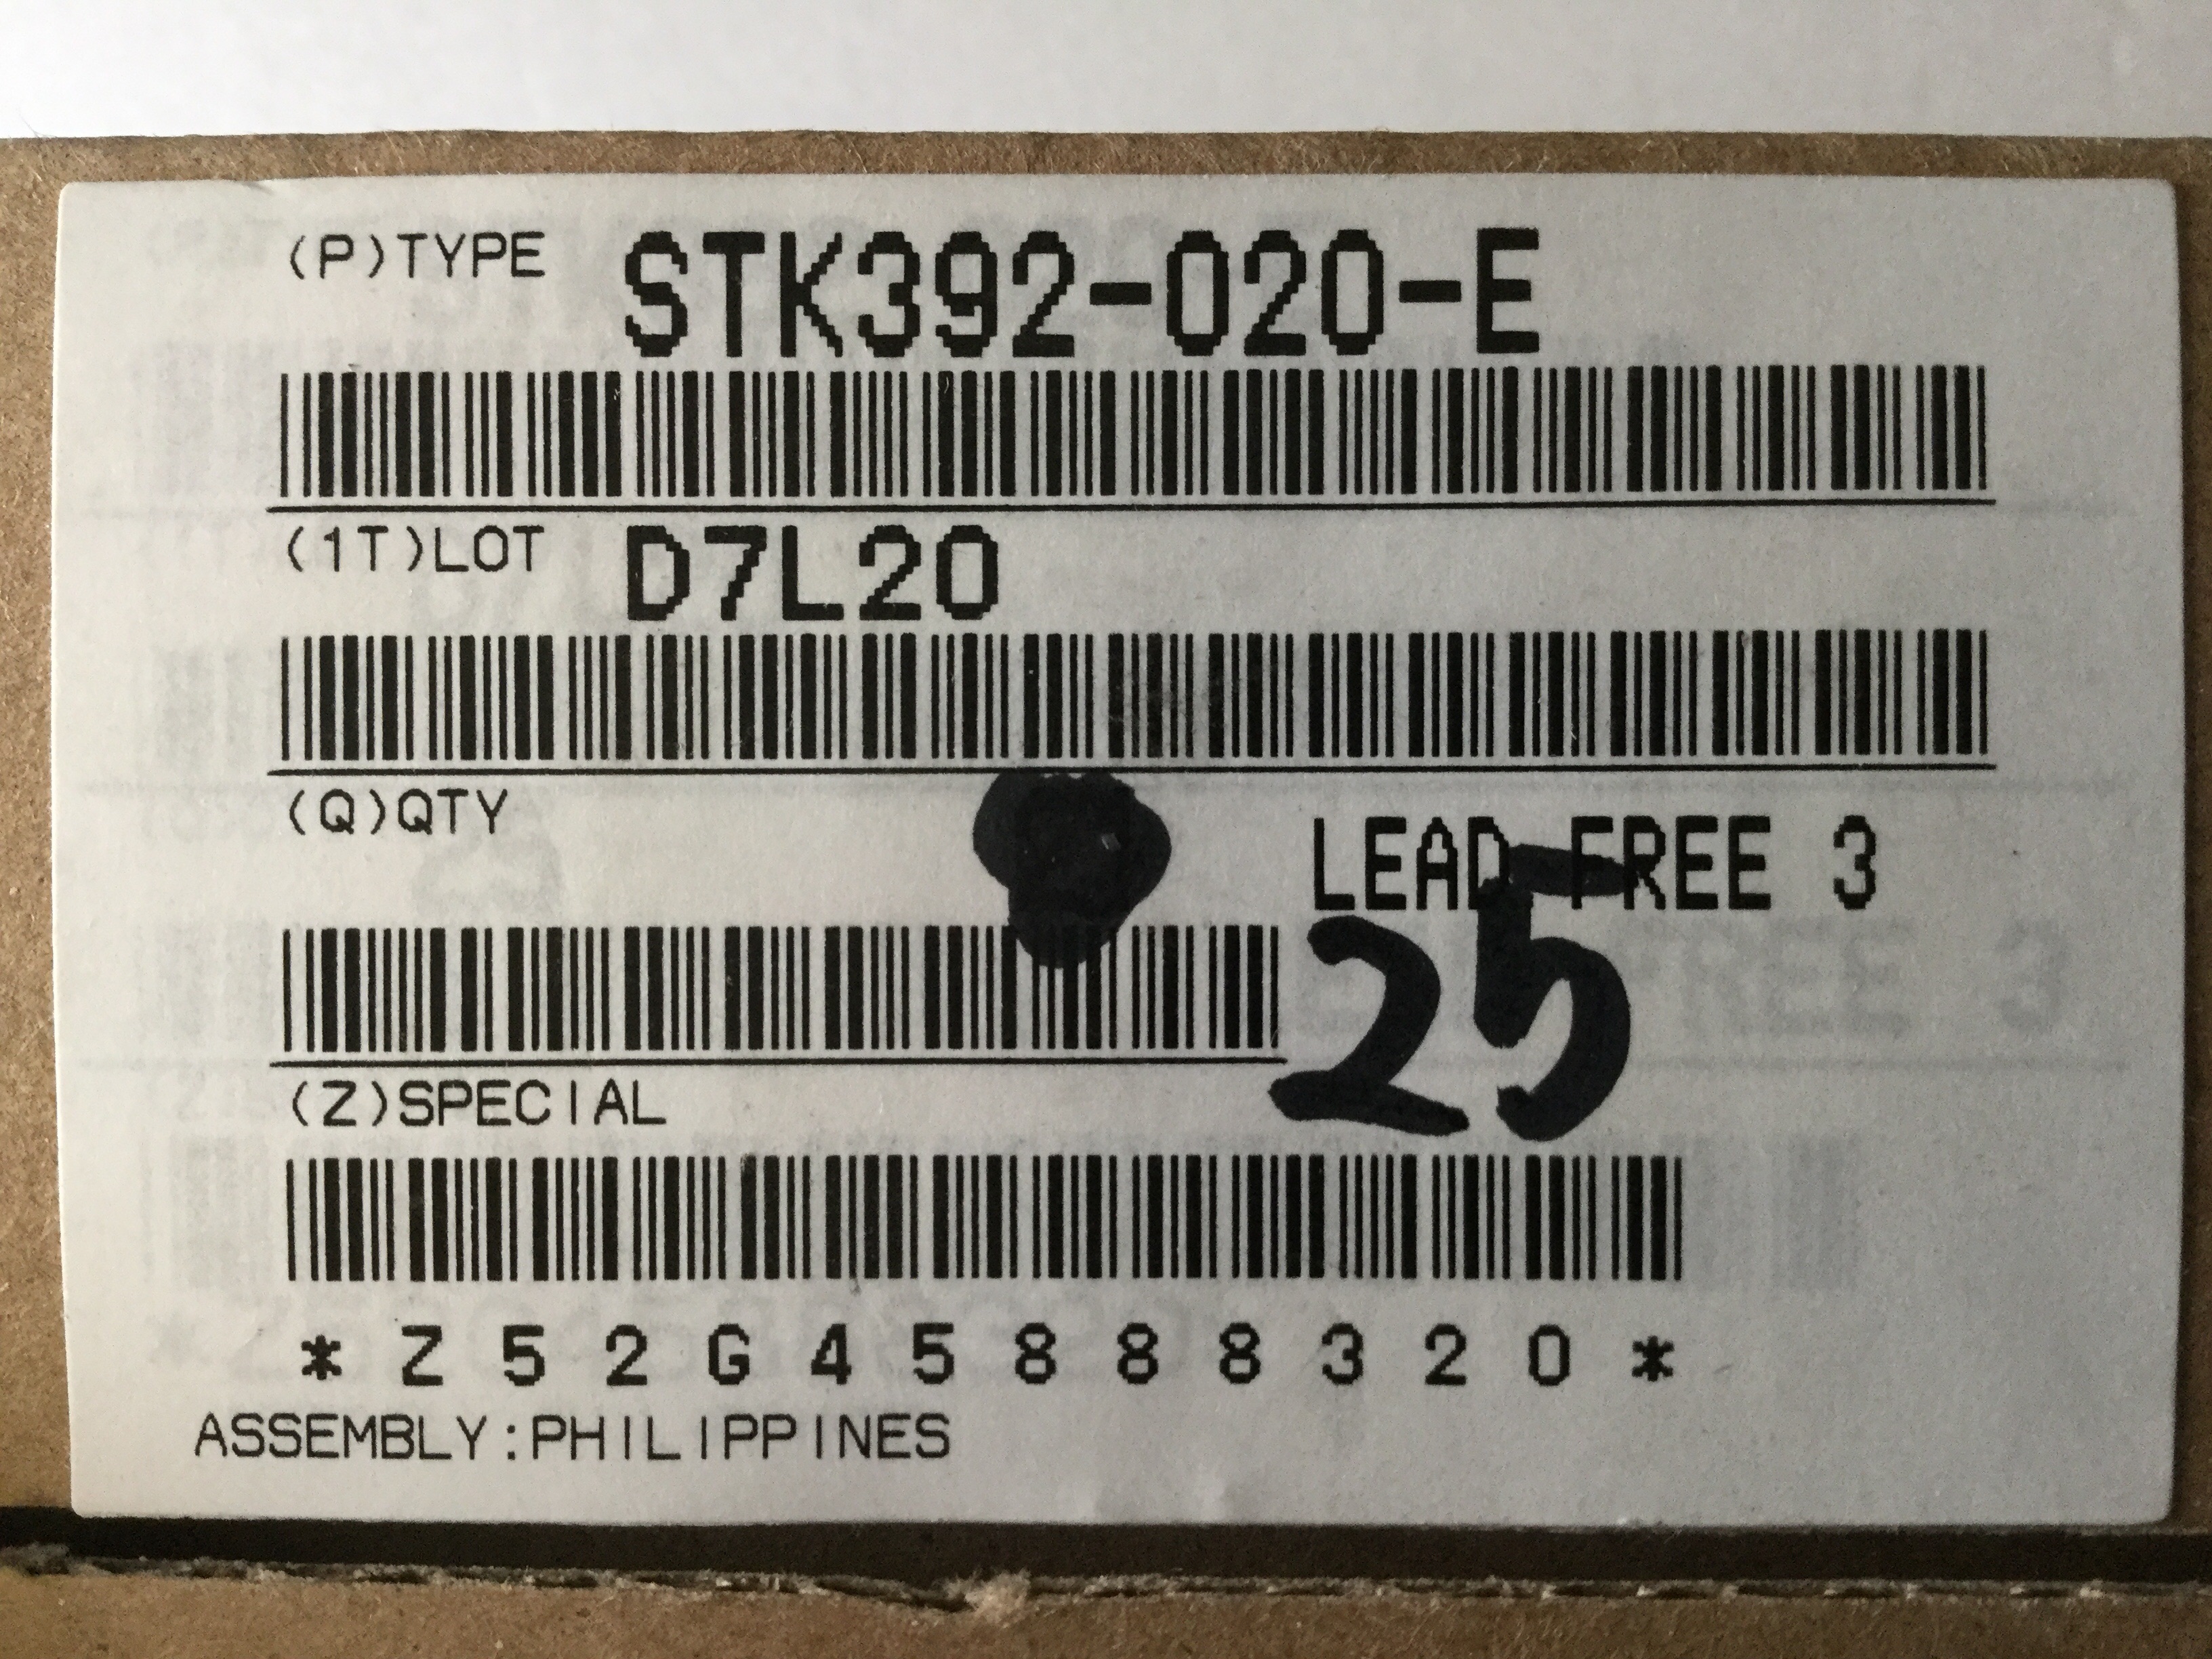 (P)TYPE STK392-020-E
(1T)LOT D7L20
(Q)QTY
LEAD FREE 3
25
(Z)SPECIAL
*Z52G45888320*
ASSEMBLY:PHILIPPINES